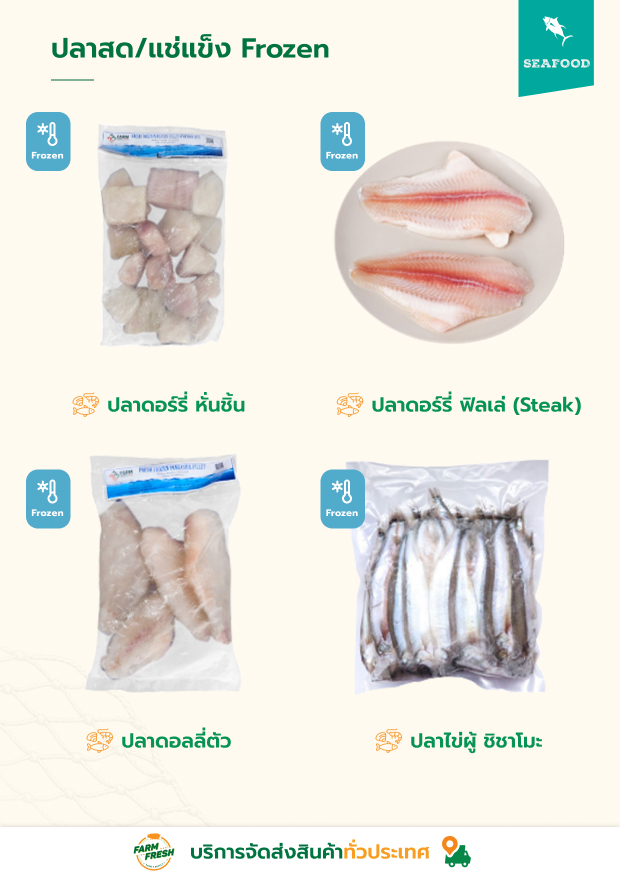 ปลาสด/แช่แข็ง Frozen
SEAFOOD
Frozen
Frozen
FARM
ปลาดอร์รี่ หั่นชิ้น
ปลาดอร์รี่ ฟิลเล่ (Steak)
Frozen
Frozen
FARM
ปลาดอลลี่ตัว
ปลาไข่ผู้ ชิชาโมะ
FARM
FRESH
บริการจัดส่งสินค้าทั่วประเทศ